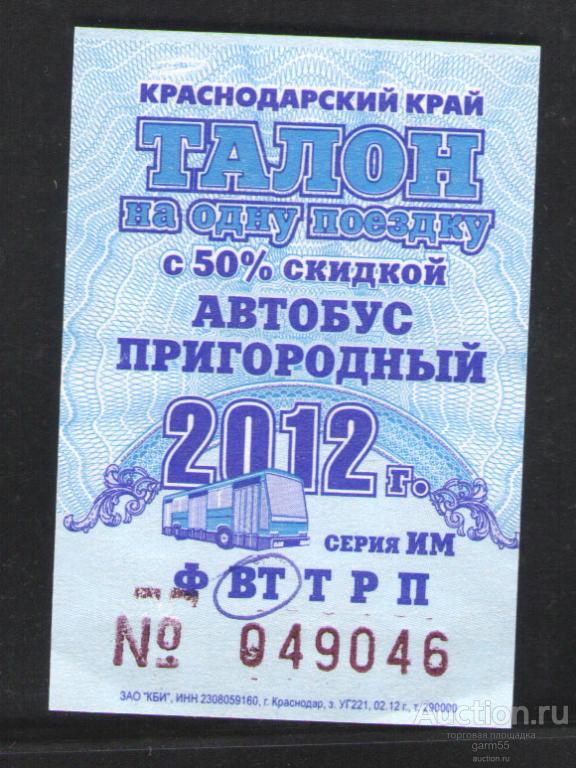 КРАСНОДАРСКИЙ КРАЙ
ТАЛОН
на одну поездку
с 50% скидкой
АВТОБУС
ПРИГОРОДНЫЙ
2012 г.
СЕРИЯ ИМ
Ф ВТ Т Р П
№ 049046
ЗАО "КБИ", ИНН 2308059160, г. Краснодар, з. УГ221, 02.12 г., т. 290000
Auction.ru
торговая площадка
garm55
auction.ru